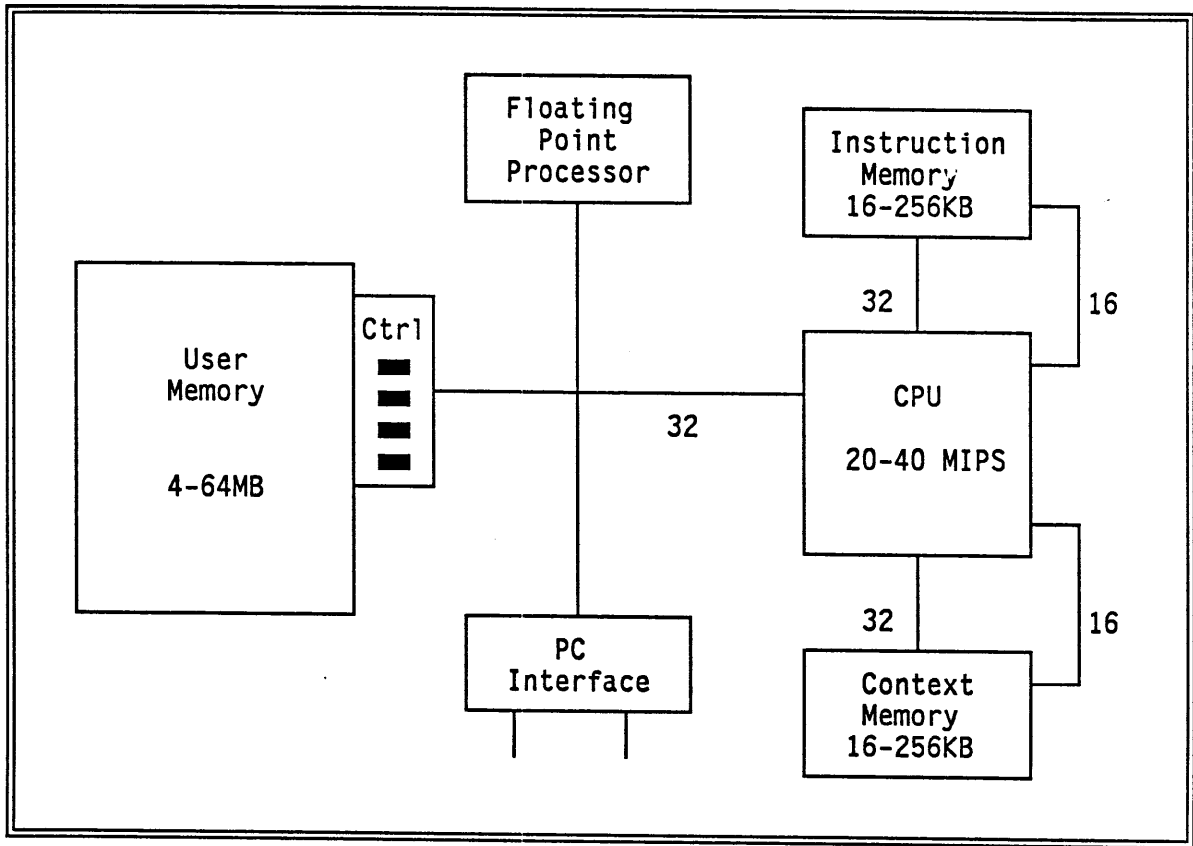 Floating
Point
Processor
Instruction
Memory
16-256KB
32
16
User
Memory
4-64MB
Ctrl
32
CPU
20-40 MIPS
32
16
PC
Interface
Context
Memory
16-256KB